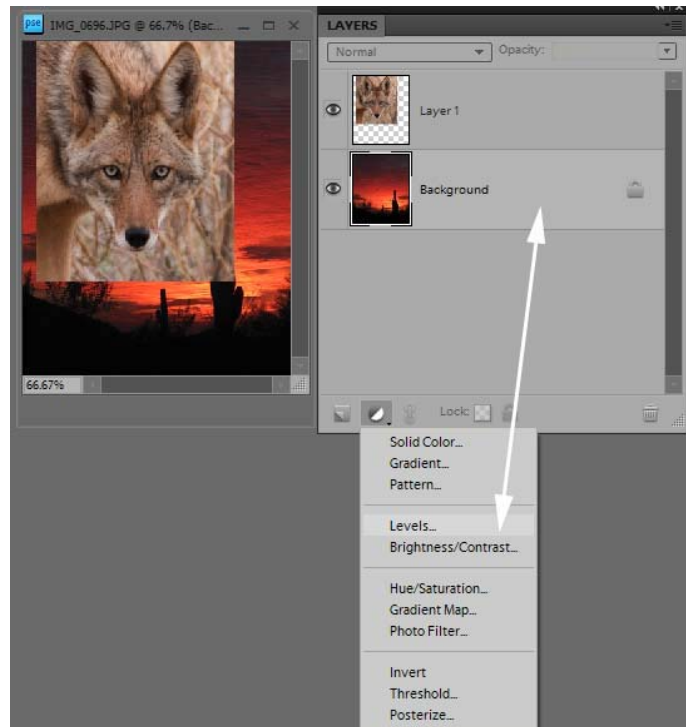 pse IMG_0696.JPG @ 66.7% (Bac...
LAYERS
Normal Opacity:
Layer 1
Background
66.67%
Lock:
Solid Color...
Gradient...
Pattern...
Levels...
Brightness/Contrast...
Hue/Saturation...
Gradient Map...
Photo Filter...
Invert
Threshold...
Posterize...